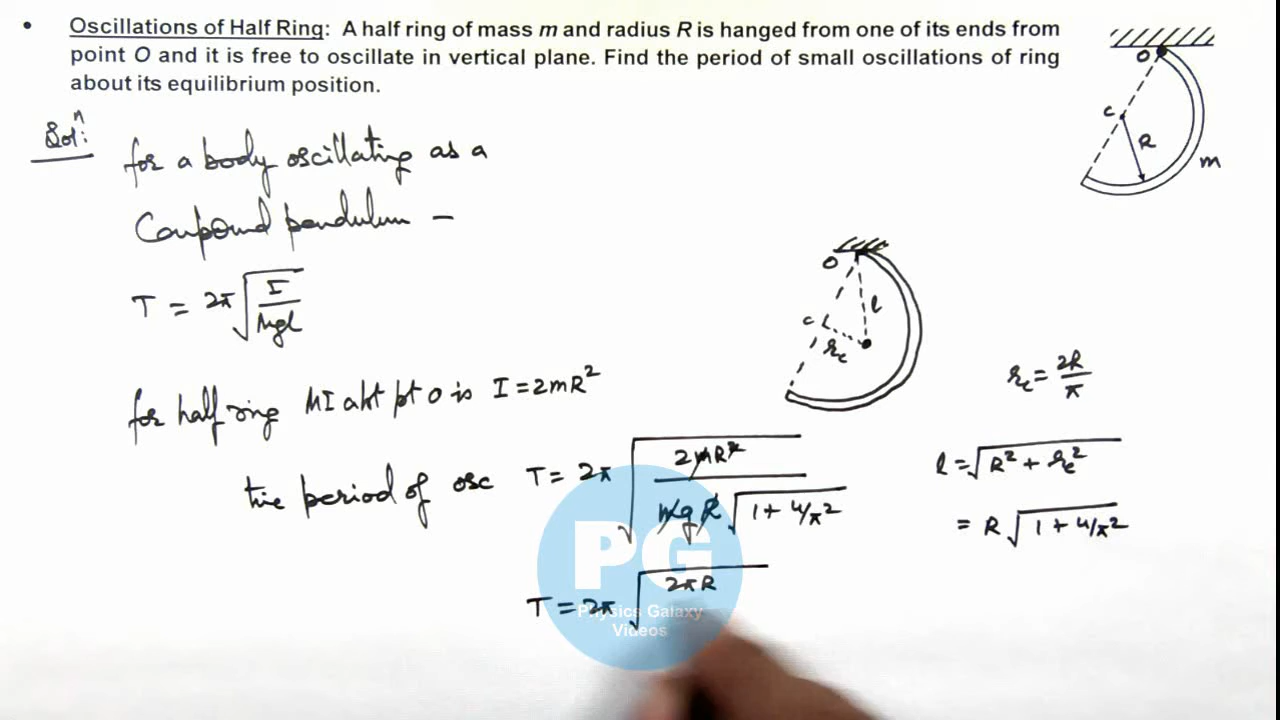 • Oscillations of Half Ring: A half ring of mass m and radius R is hanged from one of its ends from
point O and it is free to oscillate in vertical plane. Find the period of small oscillations of ring
about its equilibrium position.
O
C
R
m
Solⁿ:
for a body oscillating as a
Compound pendulum –
T = 2π√(I/Mgl)
O
C
l
r_c
for half ring MI abt pt O is I = 2mR²
r_c = 2R/π
the period of osc T = 2π√(2mR²/(mgR√(1 + 4/π²)))
l = √(R² + r_c²)
= R√(1 + 4/π²)
T = 2π√(2πR
PG
Physics Galaxy
Videos